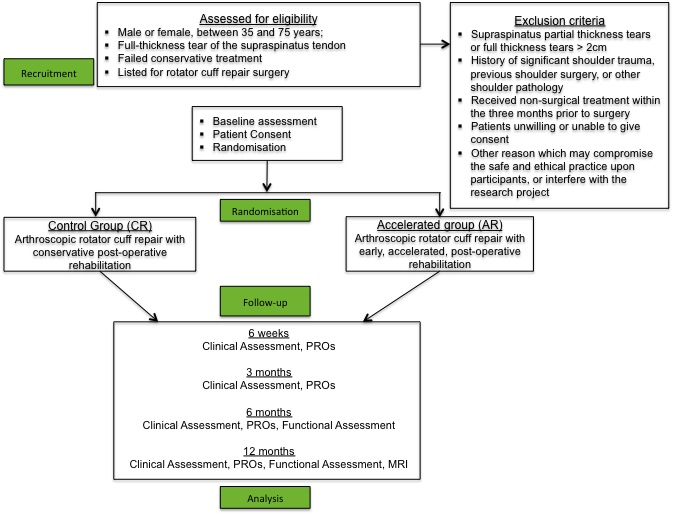 Assessed for eligibility
▪ Male or female, between 35 and 75 years;
▪ Full-thickness tear of the supraspinatus tendon
▪ Failed conservative treatment
▪ Listed for rotator cuff repair surgery
Recruitment
Exclusion criteria
▪ Supraspinatus partial thickness tears
or full thickness tears > 2cm
▪ History of significant shoulder trauma,
previous shoulder surgery, or other
shoulder pathology
▪ Received non-surgical treatment within
the three months prior to surgery
▪ Patients unwilling or unable to give
consent
▪ Other reason which may compromise
the safe and ethical practice upon
participants, or interfere with the
research project
▪ Baseline assessment
▪ Patient Consent
▪ Randomisation
Randomisation
Control Group (CR)
Arthroscopic rotator cuff repair with
conservative post-operative
rehabilitation
Accelerated group (AR)
Arthroscopic rotator cuff repair with
early, accelerated, post-operative
rehabilitation
Follow-up
6 weeks
Clinical Assessment, PROs
3 months
Clinical Assessment, PROs
6 months
Clinical Assessment, PROs, Functional Assessment
12 months
Clinical Assessment, PROs, Functional Assessment, MRI
Analysis